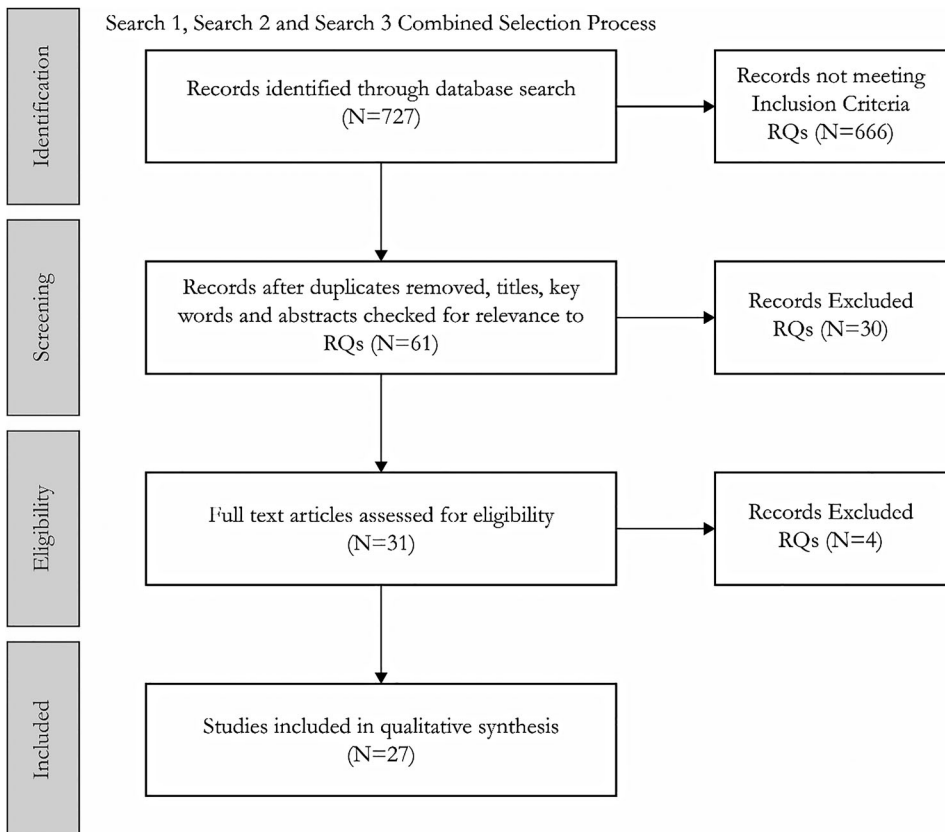 Search 1, Search 2 and Search 3 Combined Selection Process
Identification
Records identified through database search
(N=727)
Records not meeting
Inclusion Criteria
RQs (N=666)
Screening
Records after duplicates removed, titles, key
words and abstracts checked for relevance to
RQs (N=61)
Records Excluded
RQs (N=30)
Eligibility
Full text articles assessed for eligibility
(N=31)
Records Excluded
RQs (N=4)
Included
Studies included in qualitative synthesis
(N=27)